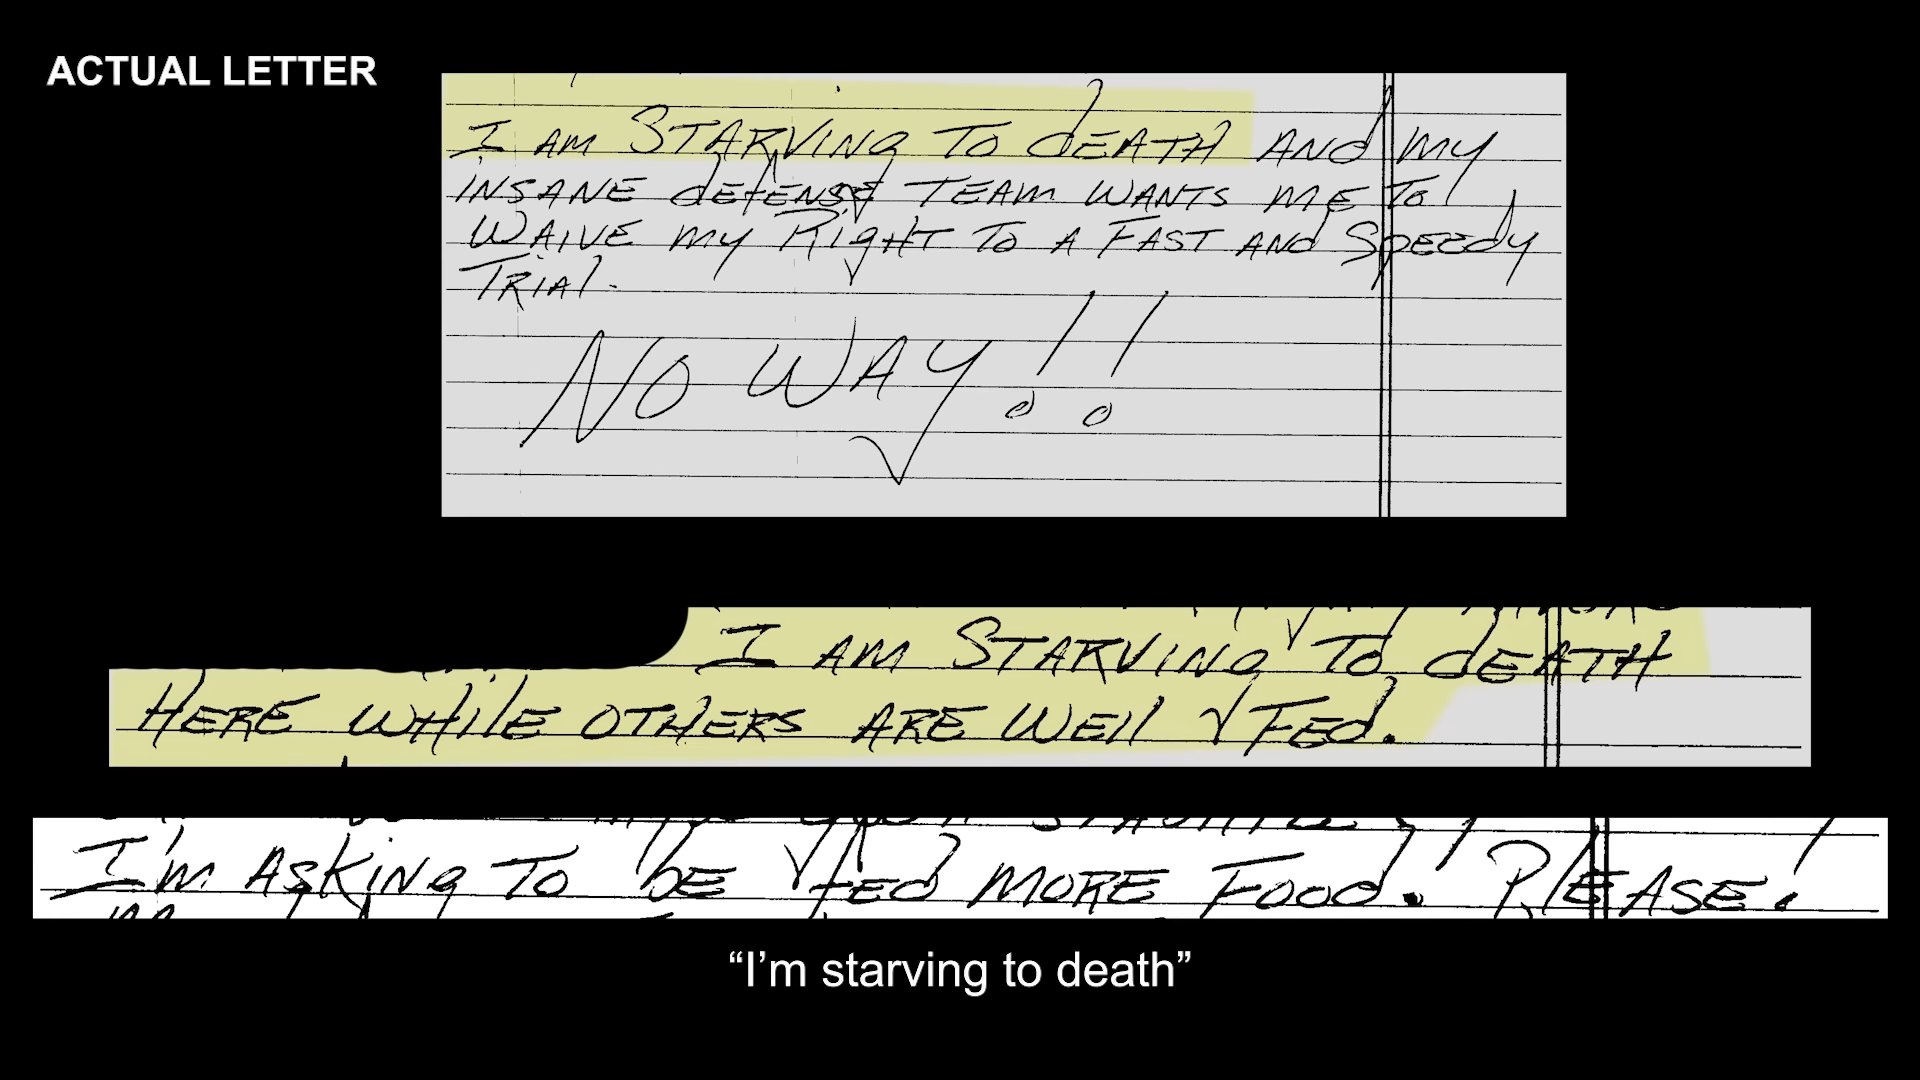 ACTUAL LETTER
I AM STARVING TO dEATH AND MY
INSANE dEFENSE TEAM WANTS ME TO
WAIVE MY RIGHT TO A FAST AND SPEEdY
TRIAl.
NO WAY!!
I AM STARVING TO dEATH
HERE WHIlE OTHERS ARE WEll FEd.
I'M ASKING TO bE FEd MORE FOOd. PlEASE!
“I’m starving to death”